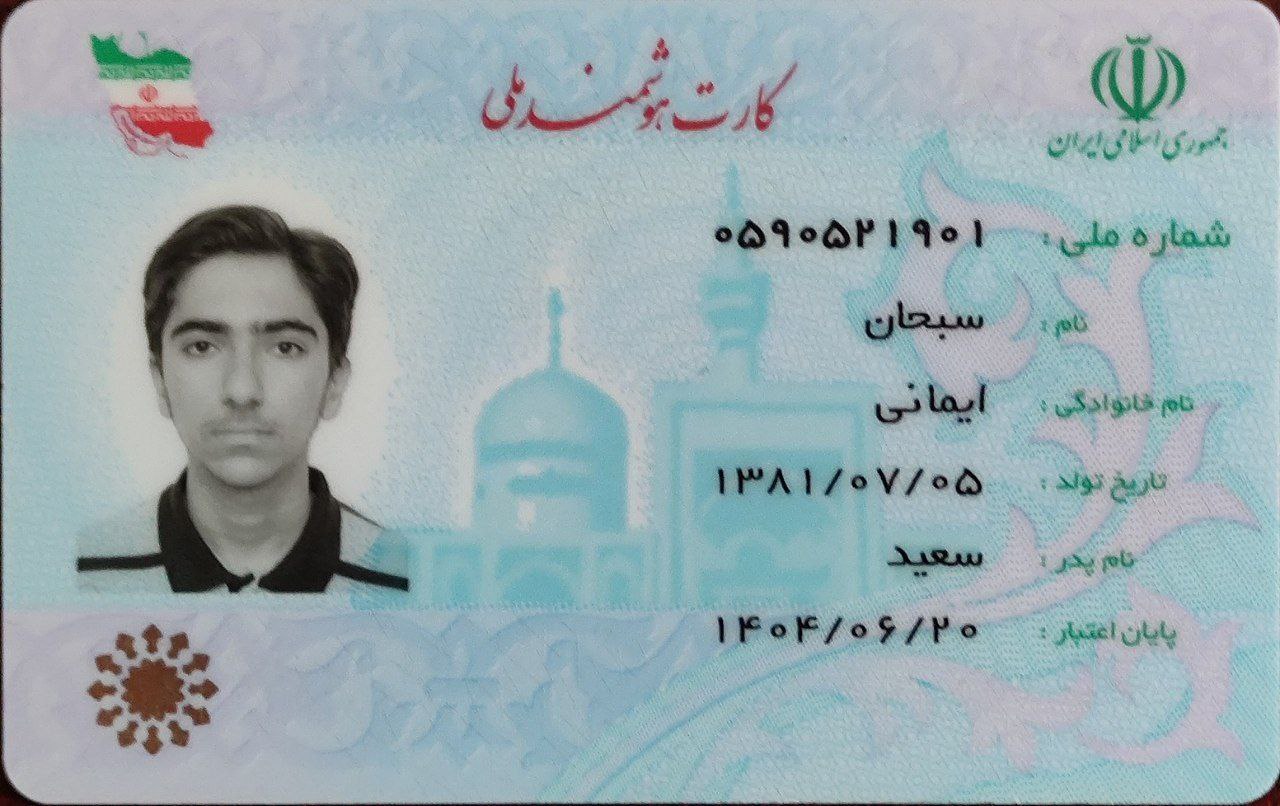 کارت هوشمند ملی
جمهوری اسلامی ایران
شماره ملی : ۰۵۹۰۵۲۱۹۰۱
نام : سبحان
نام خانوادگی : ایمانی
تاریخ تولد : ۱۳۸۱/۰۷/۰۵
نام پدر : سعید
پایان اعتبار : ۱۴۰۴/۰۶/۲۰